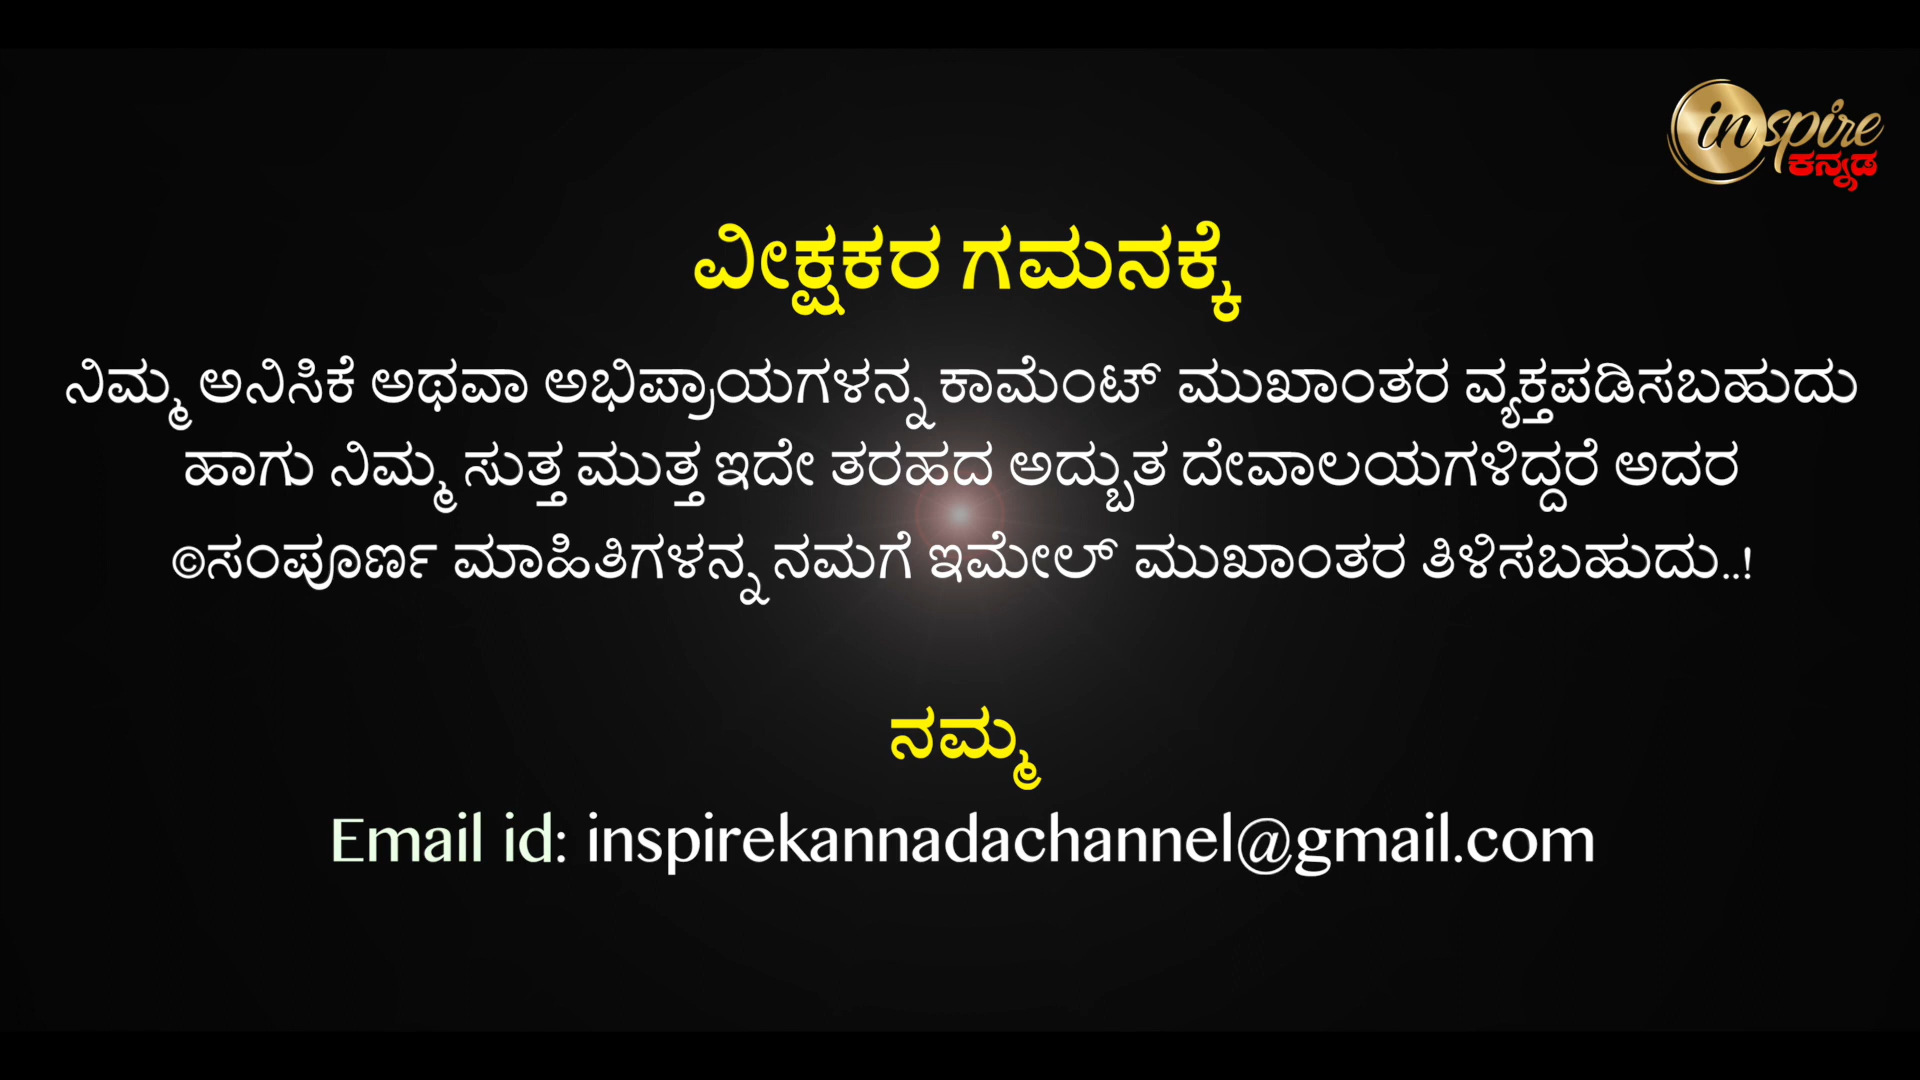 inspire
ಕನ್ನಡ
ವೀಕ್ಷಕರ ಗಮನಕ್ಕೆ
ನಿಮ್ಮ ಅನಿಸಿಕೆ ಅಥವಾ ಅಭಿಪ್ರಾಯಗಳನ್ನ ಕಾಮೆಂಟ್ ಮುಖಾಂತರ ವ್ಯಕ್ತಪಡಿಸಬಹುದು
ಹಾಗು ನಿಮ್ಮ ಸುತ್ತ ಮುತ್ತ ಇದೇ ತರಹದ ಅದ್ಬುತ ದೇವಾಲಯಗಳಿದ್ದರೆ ಅದರ
©ಸಂಪೂರ್ಣ ಮಾಹಿತಿಗಳನ್ನ ನಮಗೆ ಇಮೇಲ್ ಮುಖಾಂತರ ತಿಳಿಸಬಹುದು..!
ನಮ್ಮ
Email id: inspirekannadachannel@gmail.com